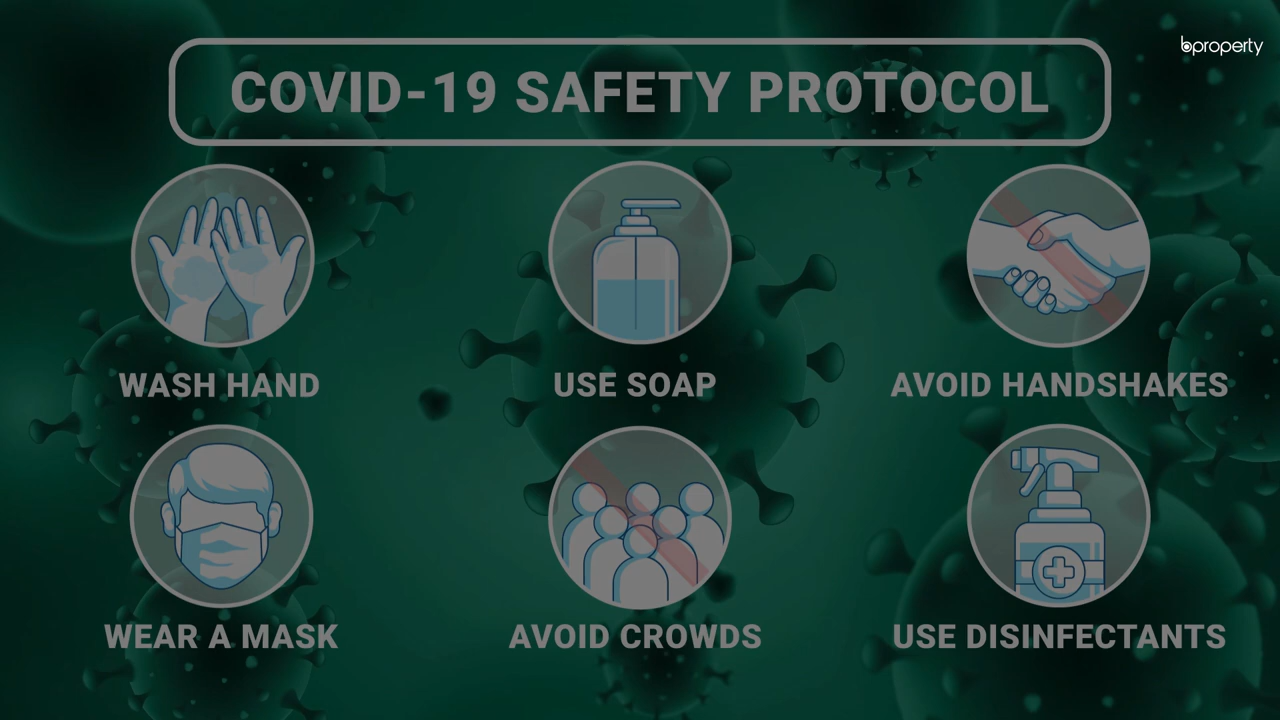 bproperty
COVID-19 SAFETY PROTOCOL
WASH HAND
USE SOAP
AVOID HANDSHAKES
WEAR A MASK
AVOID CROWDS
USE DISINFECTANTS